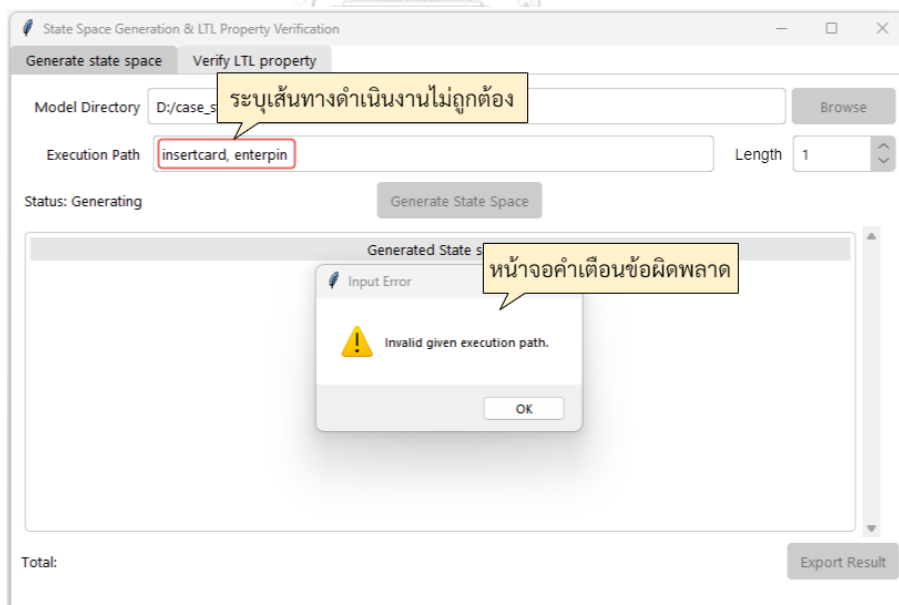 State Space Generation & LTL Property Verification
Generate state space
Verify LTL property
ระบุเส้นทางดำเนินงานไม่ถูกต้อง
Model Directory
D:/case_s
Browse
Execution Path
insertcard, enterpin
Length
1
Status: Generating
Generate State Space
Generated State s
หน้าจอคำเตือนข้อผิดพลาด
Input Error
Invalid given execution path.
OK
Total:
Export Result